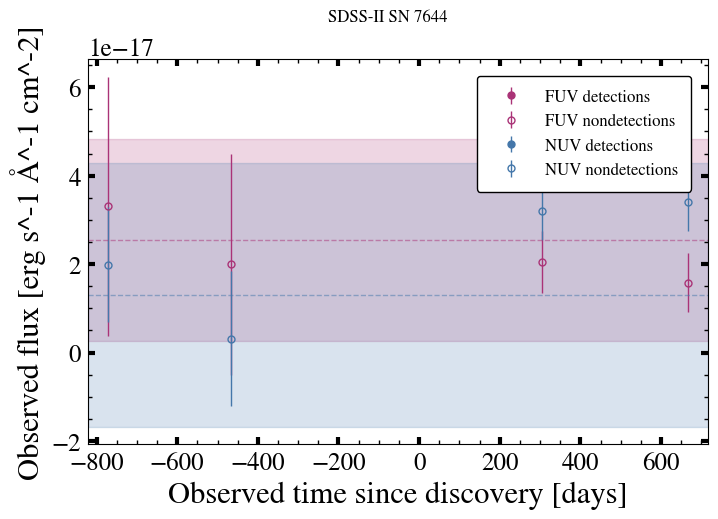 SDSS-II SN 7644
1e−17
Observed flux [erg s^-1 Å^-1 cm^-2]
6
4
2
0
−2
FUV detections
FUV nondetections
NUV detections
NUV nondetections
−800 −600 −400 −200 0 200 400 600
Observed time since discovery [days]